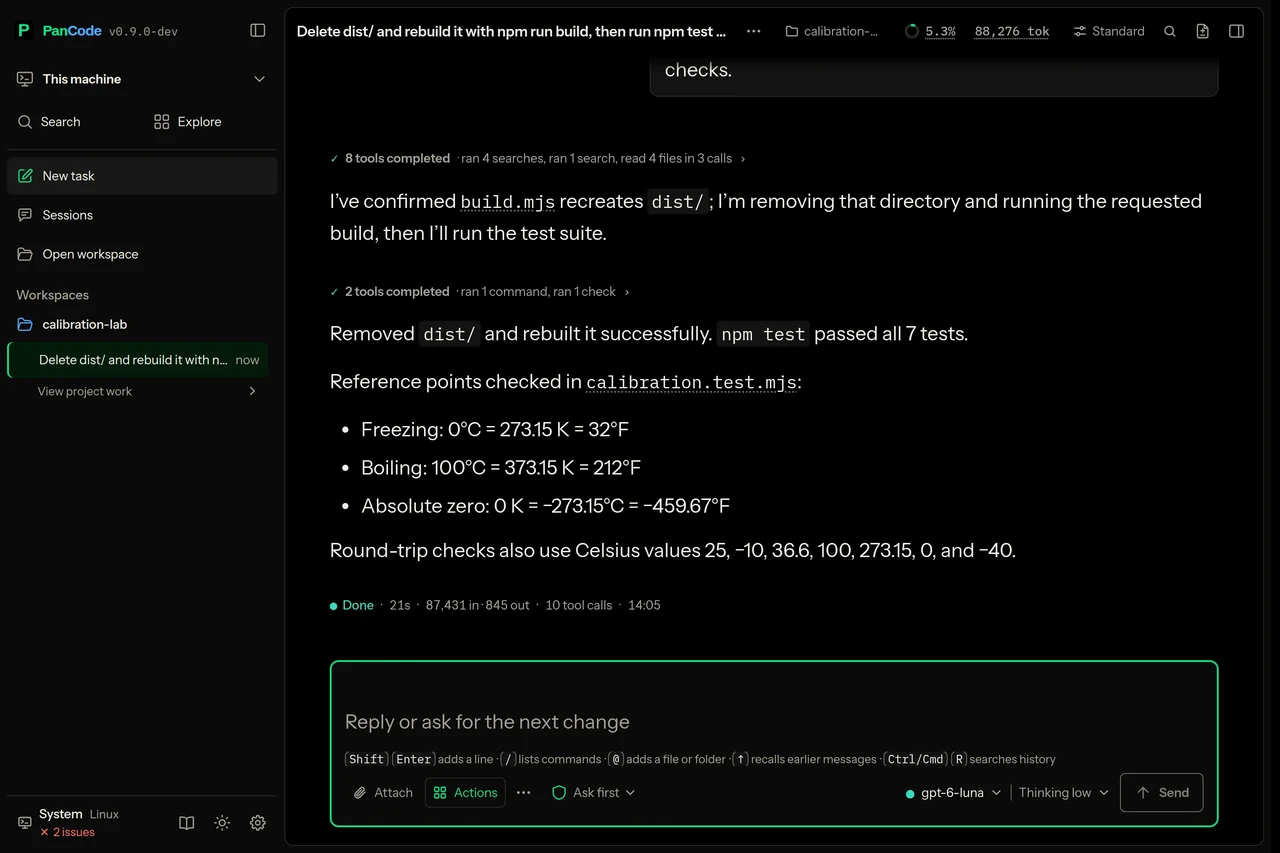 PanCode v0.9.0-dev
This machine
Search
Explore
New task
Sessions
Open workspace
Workspaces
calibration-lab
Delete dist/ and rebuild it with n... now
View project work
System Linux
× 2 issues
Delete dist/ and rebuild it with npm run build, then run npm test ... ··· calibration-... 5.3% 88,276 tok Standard
checks.
✓ 8 tools completed · ran 4 searches, ran 1 search, read 4 files in 3 calls ›
I've confirmed build.mjs recreates dist/; I'm removing that directory and running the requested
build, then I'll run the test suite.
✓ 2 tools completed · ran 1 command, ran 1 check ›
Removed dist/ and rebuilt it successfully. npm test passed all 7 tests.
Reference points checked in calibration.test.mjs:
• Freezing: 0°C = 273.15 K = 32°F
• Boiling: 100°C = 373.15 K = 212°F
• Absolute zero: 0 K = −273.15°C = −459.67°F
Round-trip checks also use Celsius values 25, −10, 36.6, 100, 273.15, 0, and −40.
Done · 21s · 87,431 in · 845 out · 10 tool calls · 14:05
Reply or ask for the next change
Shift Enter adds a line · / lists commands · @ adds a file or folder · ↑ recalls earlier messages · Ctrl/Cmd R searches history
Attach Actions ··· Ask first gpt-6-luna Thinking low ↑ Send